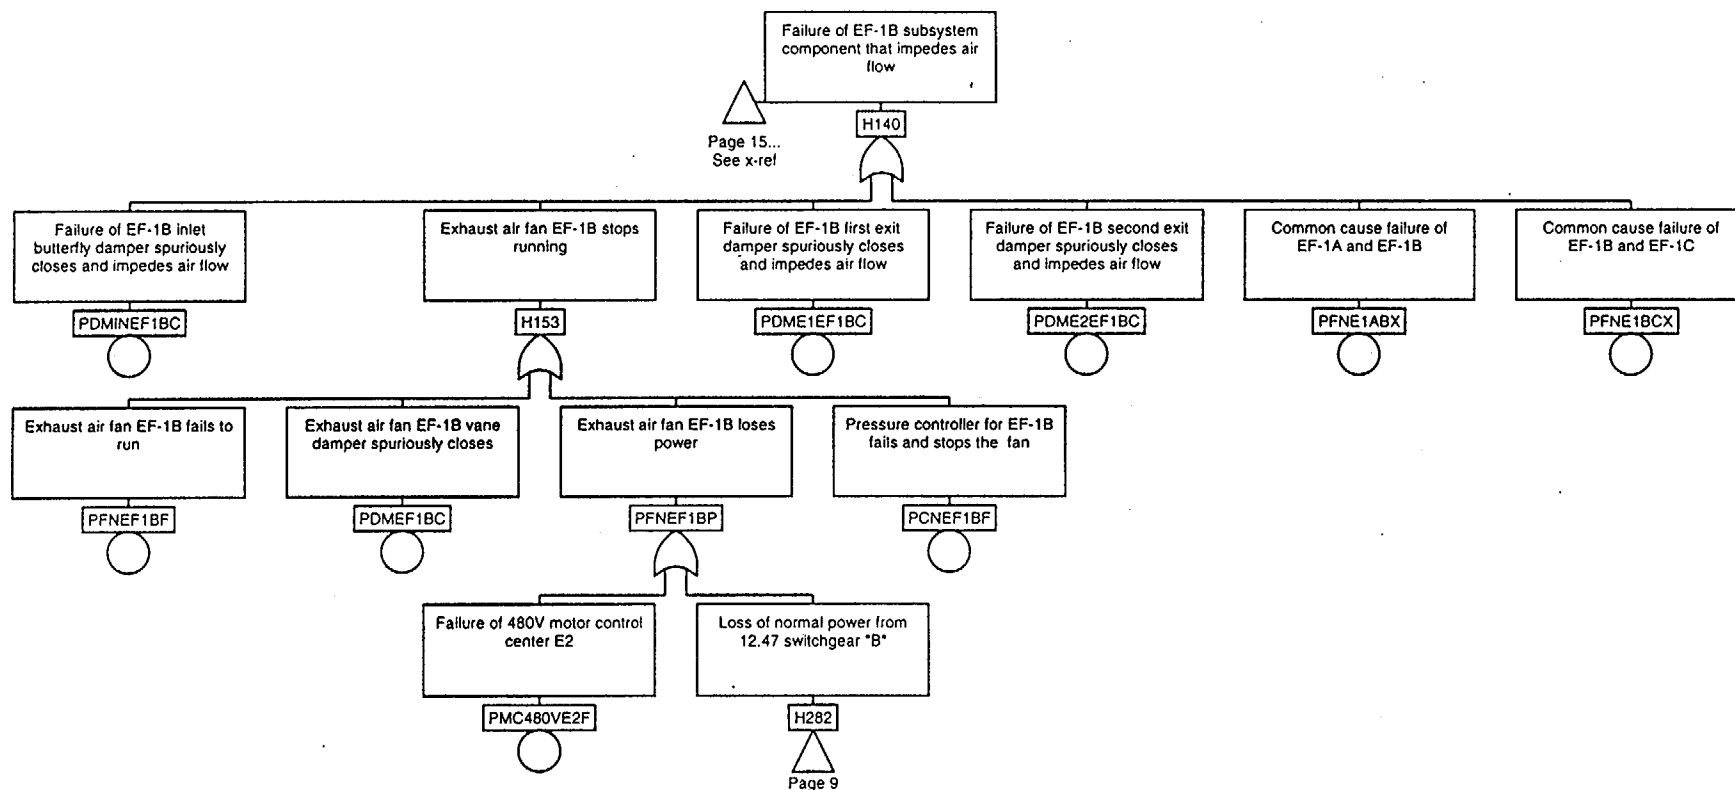 Failure of EF-1B subsystem
component that impedes air
flow
H140
Page 15...
See x-ref
Failure of EF-1B inlet
butterfly damper spuriously
closes and impedes air flow
PDMINEF1BC
Exhaust air fan EF-1B stops
running
H153
Failure of EF-1B first exit
damper spuriously closes
and impedes air flow
PDME1EF1BC
Failure of EF-1B second exit
damper spuriously closes
and impedes air flow
PDME2EF1BC
Common cause failure of
EF-1A and EF-1B
PFNE1ABX
Common cause failure of
EF-1B and EF-1C
PFNE1BCX
Exhaust air fan EF-1B fails to
run
PFNEF1BF
Exhaust air fan EF-1B vane
damper spuriously closes
PDMEF1BC
Exhaust air fan EF-1B loses
power
PFNEF1BP
Pressure controller for EF-1B
fails and stops the fan
PCNEF1BF
Failure of 480V motor control
center E2
PMC480VE2F
Loss of normal power from
12.47 switchgear "B"
H282
Page 9